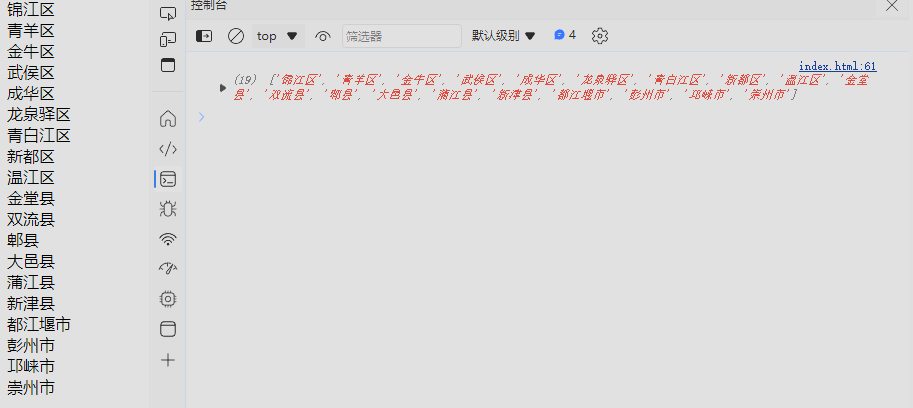 锦江区
青羊区
金牛区
武侯区
成华区
龙泉驿区
青白江区
新都区
温江区
金堂县
双流县
郫县
大邑县
蒲江县
新津县
都江堰市
彭州市
邛崃市
崇州市
控制台
top 筛选器 默认级别 4
index.html:61
(19) ['锦江区', '青羊区', '金牛区', '武侯区', '成华区', '龙泉驿区', '青白江区', '新都区', '温江区', '金堂
县', '双流县', '郫县', '大邑县', '蒲江县', '新津县', '都江堰市', '彭州市', '邛崃市', '崇州市']